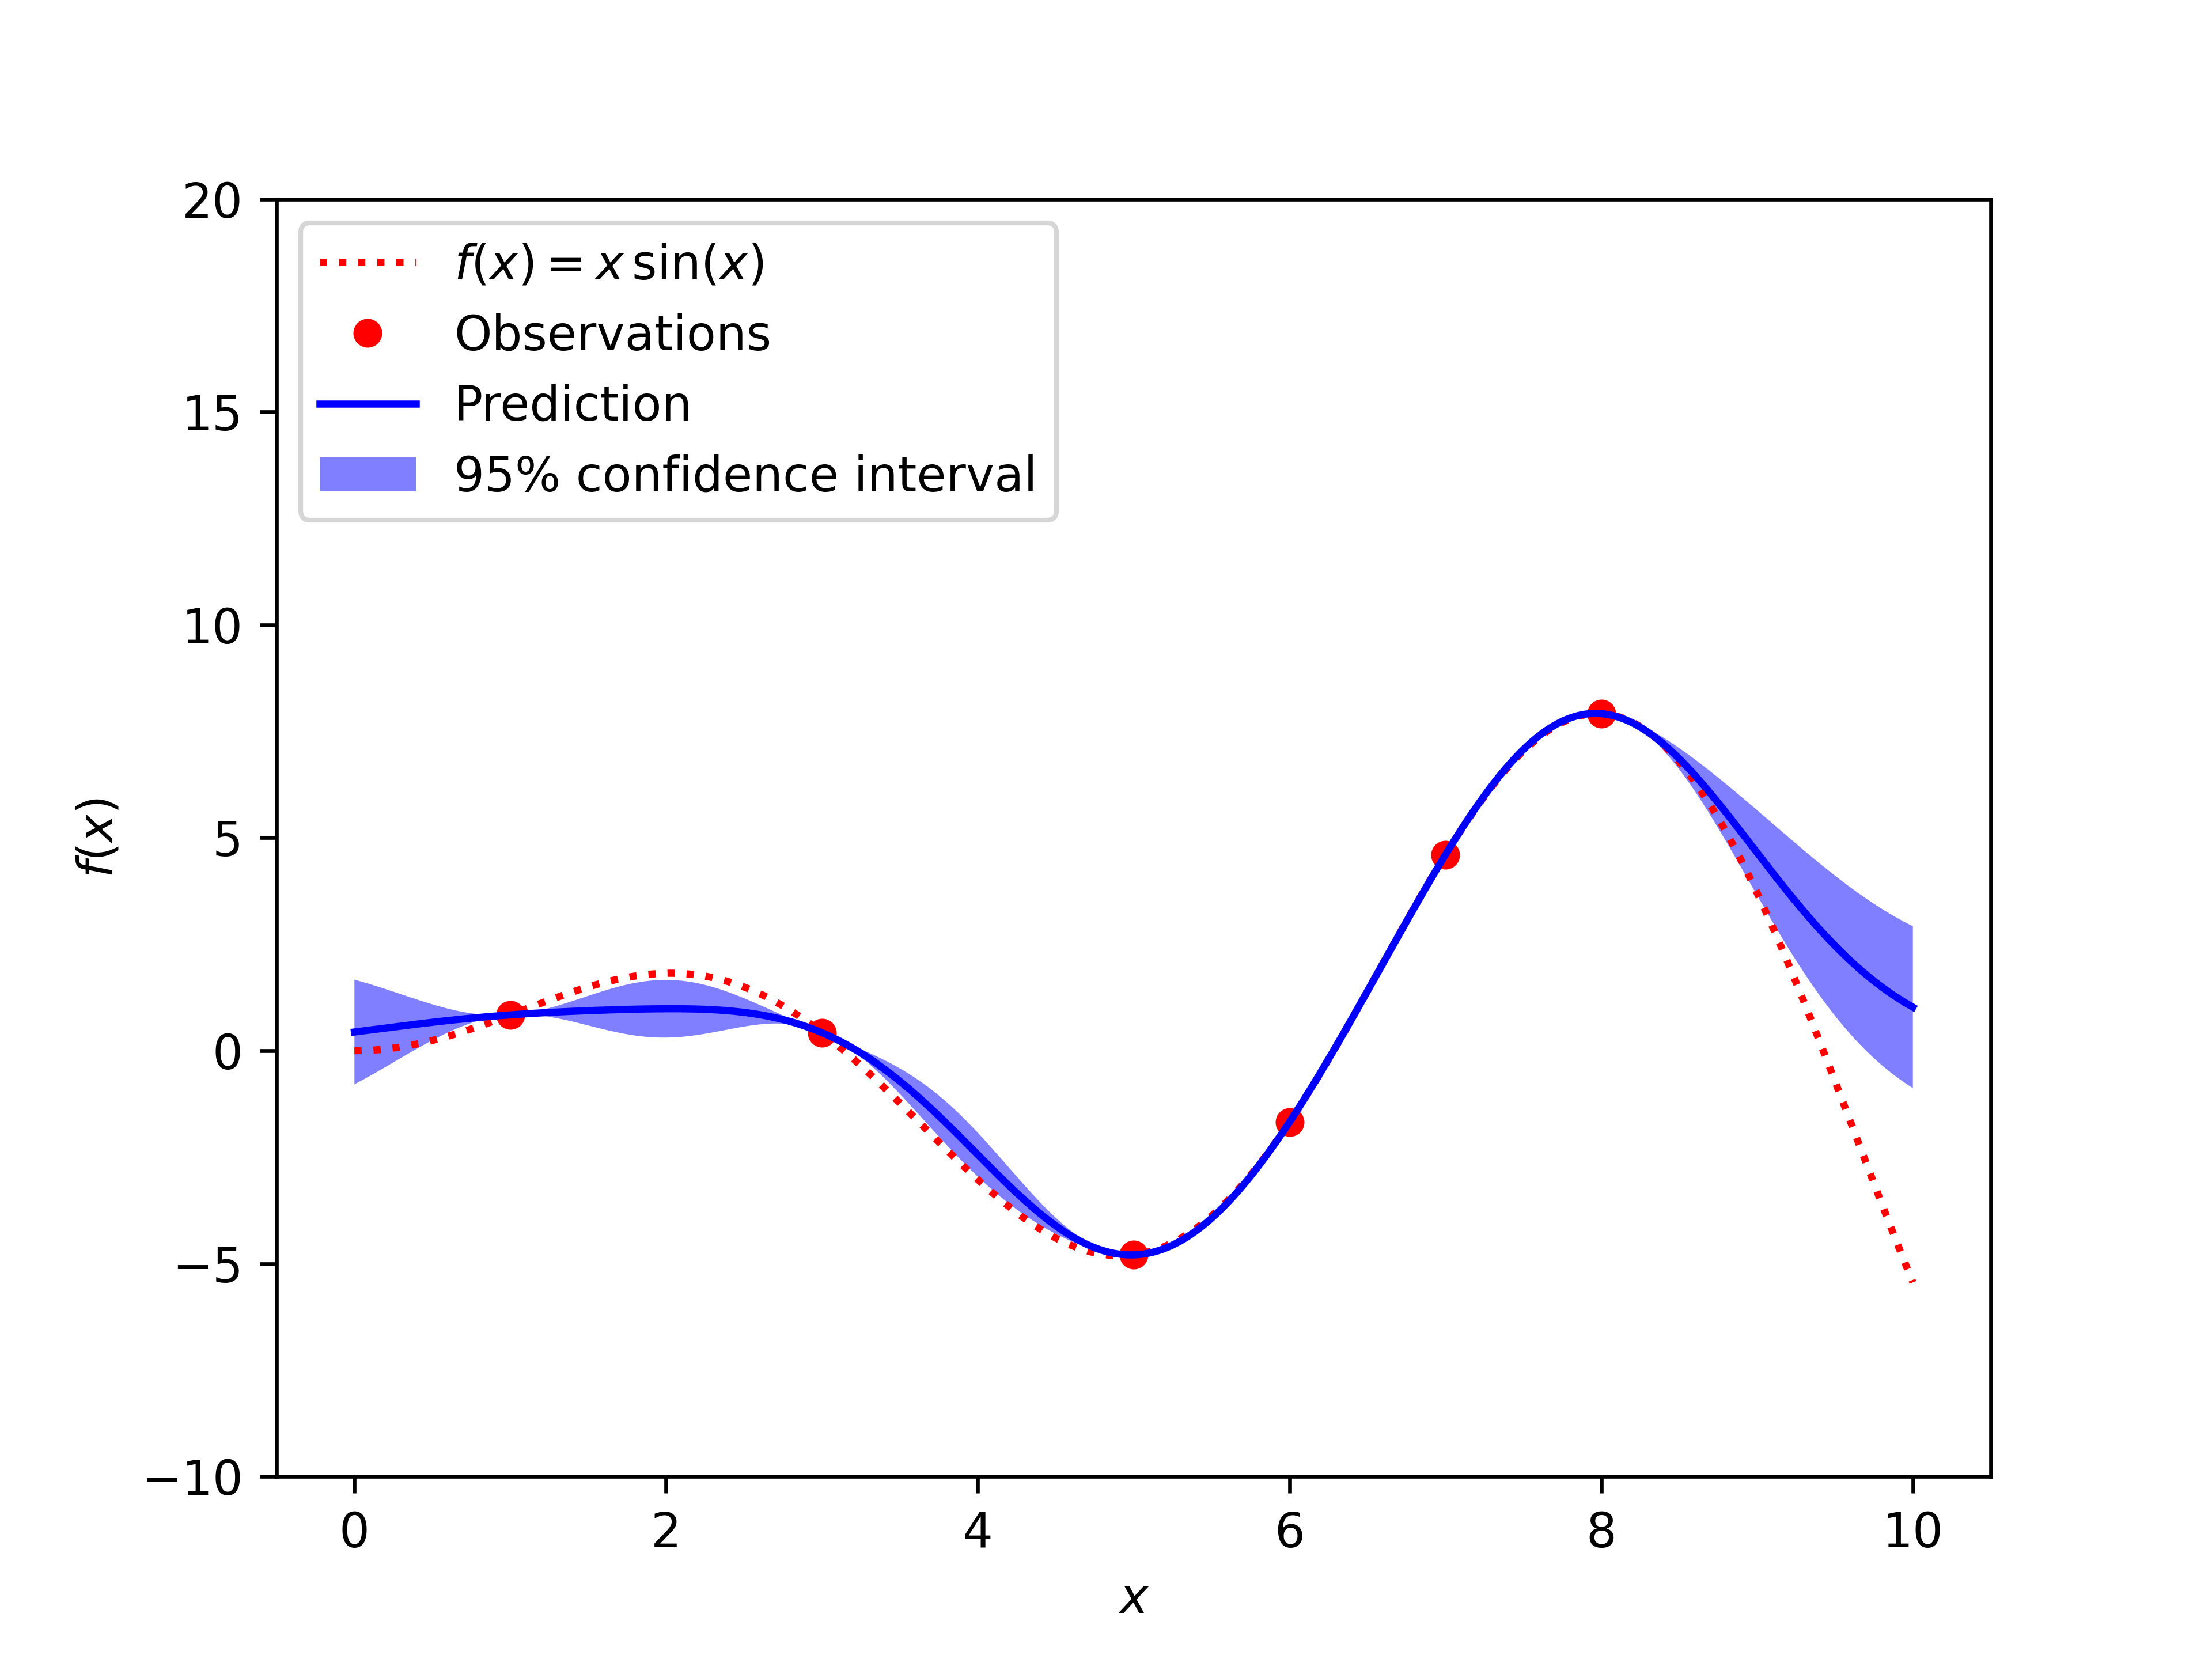 20
15
10
5
0
−5
−10
f(x) = x sin(x)
Observations
Prediction
95% confidence interval
f(x)
0 2 4 6 8 10
x